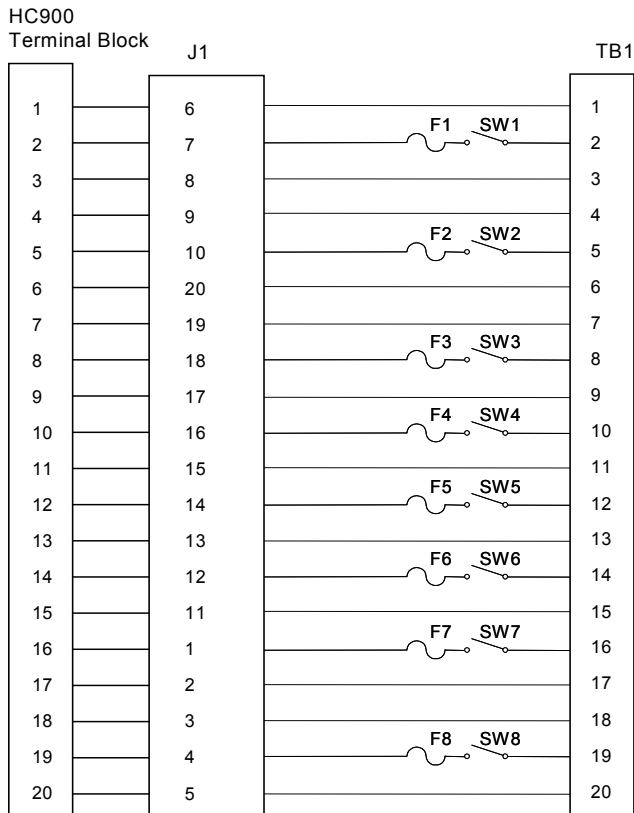 HC900
Terminal Block
J1
TB1
1 6 1
2 7 F1 SW1 2
3 8 3
4 9 4
5 10 F2 SW2 5
6 20 6
7 19 7
8 18 F3 SW3 8
9 17 9
10 16 F4 SW4 10
11 15 11
12 14 F5 SW5 12
13 13 13
14 12 F6 SW6 14
15 11 15
16 1 F7 SW7 16
17 2 17
18 3 18
19 4 F8 SW8 19
20 5 20